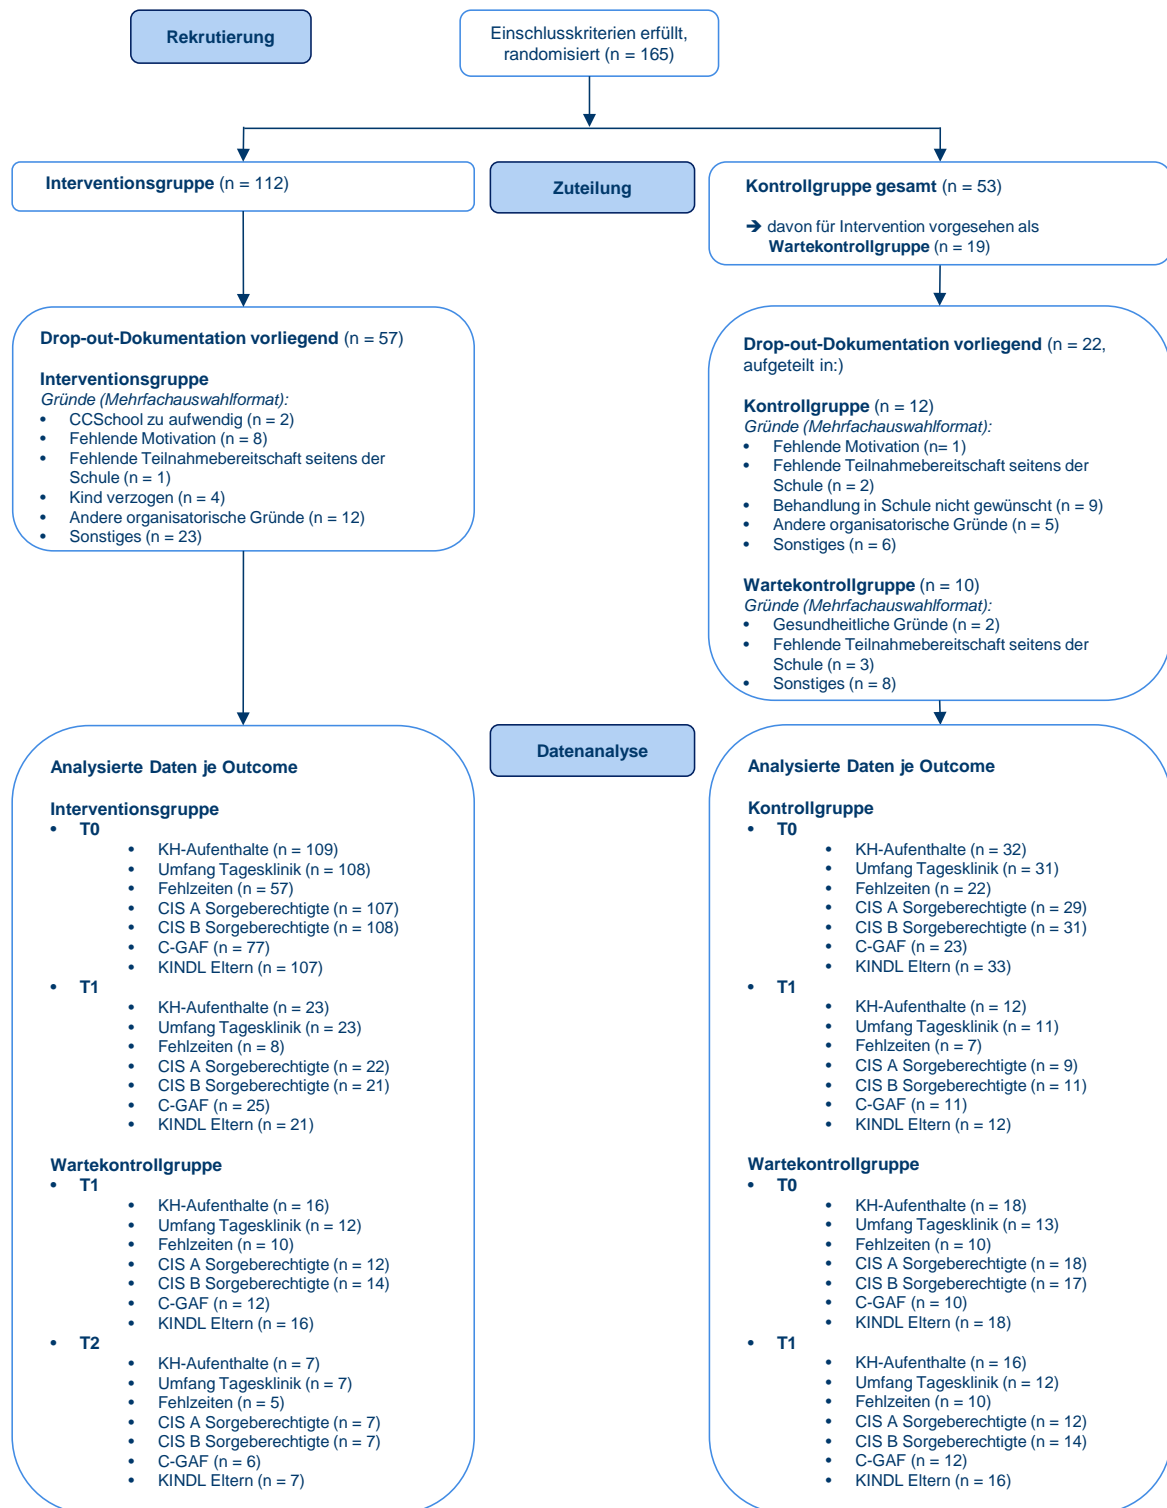 Rekrutierung
Einschlusskriterien erfüllt,
randomisiert (n = 165)
Interventionsgruppe (n = 112)
Zuteilung
Kontrollgruppe gesamt (n = 53)
➔ davon für Intervention vorgesehen als
Wartekontrollgruppe (n = 19)
Drop-out-Dokumentation vorliegend (n = 57)
Interventionsgruppe
Gründe (Mehrfachauswahlformat):
• CCSchool zu aufwendig (n = 2)
• Fehlende Motivation (n = 8)
• Fehlende Teilnahmebereitschaft seitens der
Schule (n = 1)
• Kind verzogen (n = 4)
• Andere organisatorische Gründe (n = 12)
• Sonstiges (n = 23)
Drop-out-Dokumentation vorliegend (n = 22,
aufgeteilt in:)
Kontrollgruppe (n = 12)
Gründe (Mehrfachauswahlformat):
• Fehlende Motivation (n= 1)
• Fehlende Teilnahmebereitschaft seitens der
Schule (n = 2)
• Behandlung in Schule nicht gewünscht (n = 9)
• Andere organisatorische Gründe (n = 5)
• Sonstiges (n = 6)
Wartekontrollgruppe (n = 10)
Gründe (Mehrfachauswahlformat):
• Gesundheitliche Gründe (n = 2)
• Fehlende Teilnahmebereitschaft seitens der
Schule (n = 3)
• Sonstiges (n = 8)
Datenanalyse
Analysierte Daten je Outcome
Interventionsgruppe
• T0
• KH-Aufenthalte (n = 109)
• Umfang Tagesklinik (n = 108)
• Fehlzeiten (n = 57)
• CIS A Sorgeberechtigte (n = 107)
• CIS B Sorgeberechtigte (n = 108)
• C-GAF (n = 77)
• KINDL Eltern (n = 107)
• T1
• KH-Aufenthalte (n = 23)
• Umfang Tagesklinik (n = 23)
• Fehlzeiten (n = 8)
• CIS A Sorgeberechtigte (n = 22)
• CIS B Sorgeberechtigte (n = 21)
• C-GAF (n = 25)
• KINDL Eltern (n = 21)
Wartekontrollgruppe
• T1
• KH-Aufenthalte (n = 16)
• Umfang Tagesklinik (n = 12)
• Fehlzeiten (n = 10)
• CIS A Sorgeberechtigte (n = 12)
• CIS B Sorgeberechtigte (n = 14)
• C-GAF (n = 12)
• KINDL Eltern (n = 16)
• T2
• KH-Aufenthalte (n = 7)
• Umfang Tagesklinik (n = 7)
• Fehlzeiten (n = 5)
• CIS A Sorgeberechtigte (n = 7)
• CIS B Sorgeberechtigte (n = 7)
• C-GAF (n = 6)
• KINDL Eltern (n = 7)
Analysierte Daten je Outcome
Kontrollgruppe
• T0
• KH-Aufenthalte (n = 32)
• Umfang Tagesklinik (n = 31)
• Fehlzeiten (n = 22)
• CIS A Sorgeberechtigte (n = 29)
• CIS B Sorgeberechtigte (n = 31)
• C-GAF (n = 23)
• KINDL Eltern (n = 33)
• T1
• KH-Aufenthalte (n = 12)
• Umfang Tagesklinik (n = 11)
• Fehlzeiten (n = 7)
• CIS A Sorgeberechtigte (n = 9)
• CIS B Sorgeberechtigte (n = 11)
• C-GAF (n = 11)
• KINDL Eltern (n = 12)
Wartekontrollgruppe
• T0
• KH-Aufenthalte (n = 18)
• Umfang Tagesklinik (n = 13)
• Fehlzeiten (n = 10)
• CIS A Sorgeberechtigte (n = 18)
• CIS B Sorgeberechtigte (n = 17)
• C-GAF (n = 10)
• KINDL Eltern (n = 18)
• T1
• KH-Aufenthalte (n = 16)
• Umfang Tagesklinik (n = 12)
• Fehlzeiten (n = 10)
• CIS A Sorgeberechtigte (n = 12)
• CIS B Sorgeberechtigte (n = 14)
• C-GAF (n = 12)
• KINDL Eltern (n = 16)